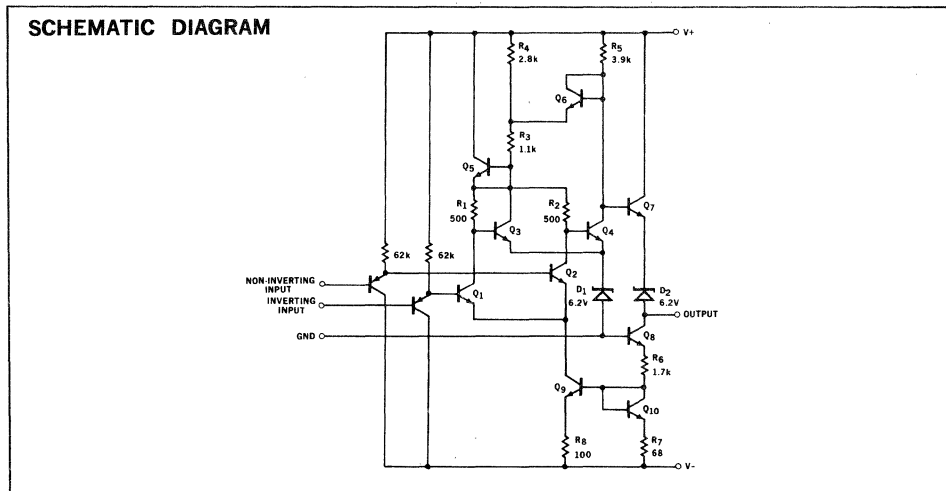 SCHEMATIC DIAGRAM
V+
R4
2.8k
R5
3.9k
Q6
R3
1.1k
Q5
R1
500
R2
500
Q3
Q4
Q7
62k
62k
NON-INVERTING
INPUT
Q2
INVERTING
INPUT
Q1
D1
6.2V
D2
6.2V
OUTPUT
GND
Q8
R6
1.7k
Q9
Q10
R8
100
R7
68
V-